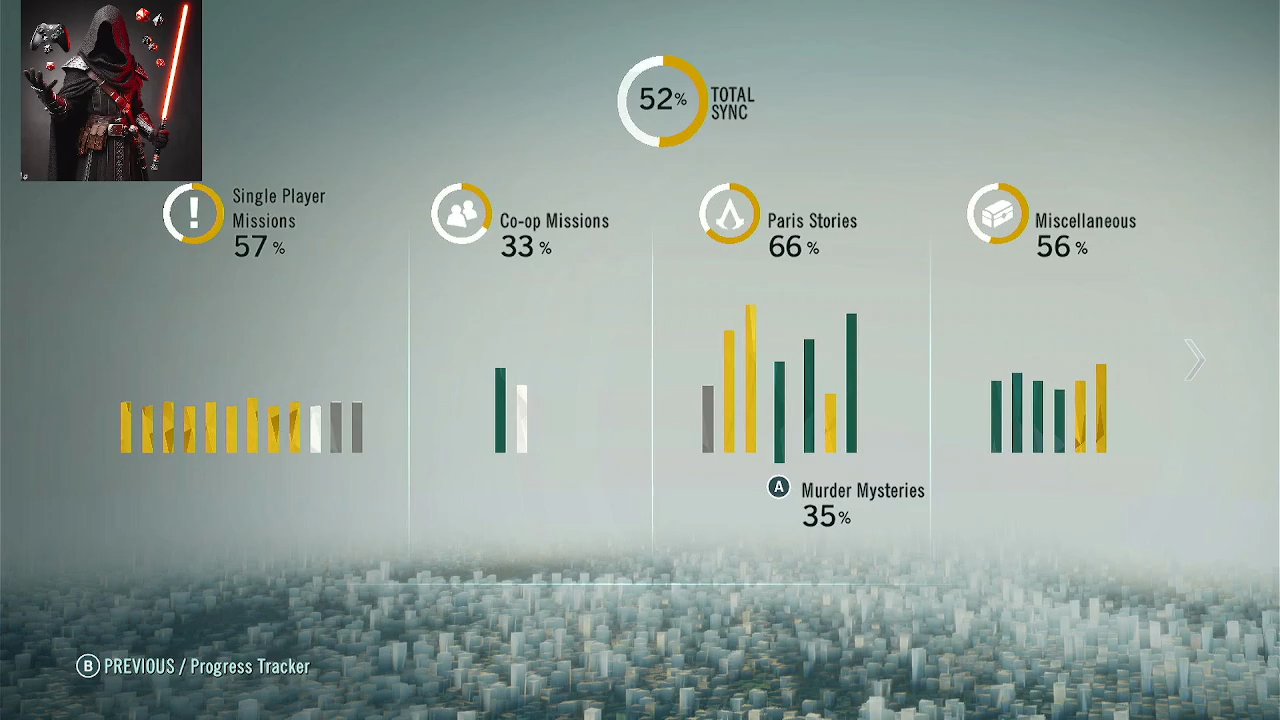 52%
TOTAL
SYNC
Single Player
Missions
57 %
Co-op Missions
33 %
Paris Stories
66 %
Miscellaneous
56 %
A
Murder Mysteries
35%
B PREVIOUS / Progress Tracker